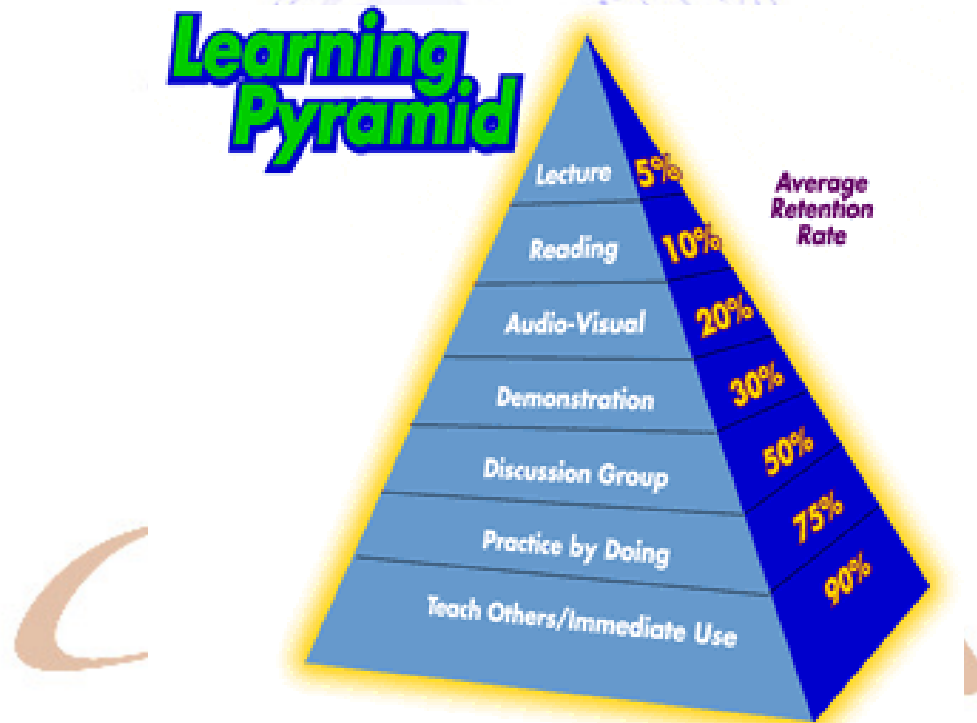 Learning
Pyramid
Lecture 5%
Average
Retention
Rate
Reading 10%
Audio-Visual 20%
Demonstration 30%
Discussion Group 50%
Practice by Doing 75%
Teach Others/Immediate Use 90%